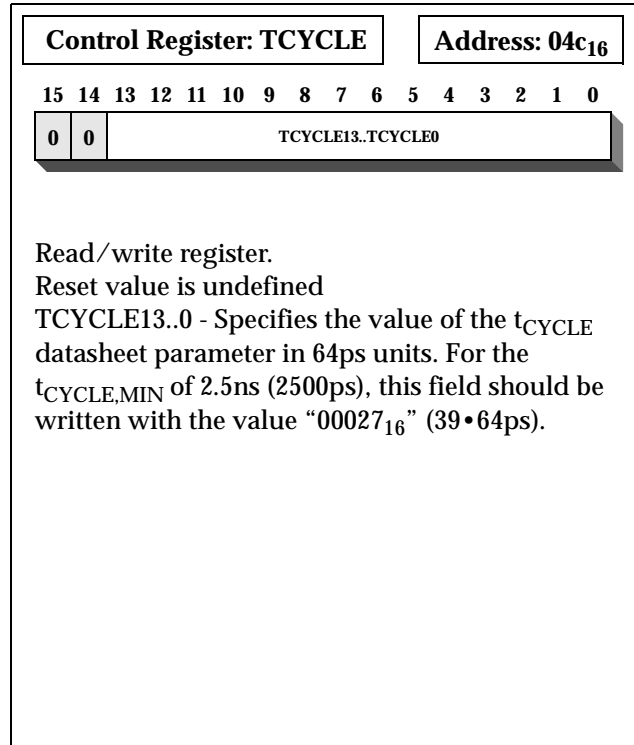 Control Register: TCYCLE Address: 04c₁₆
15 14 13 12 11 10 9 8 7 6 5 4 3 2 1 0
0 0 TCYCLE13..TCYCLE0
Read/write register.
Reset value is undefined
TCYCLE13..0 - Specifies the value of the tCYCLE
datasheet parameter in 64ps units. For the
tCYCLE,MIN of 2.5ns (2500ps), this field should be
written with the value “00027₁₆” (39•64ps).